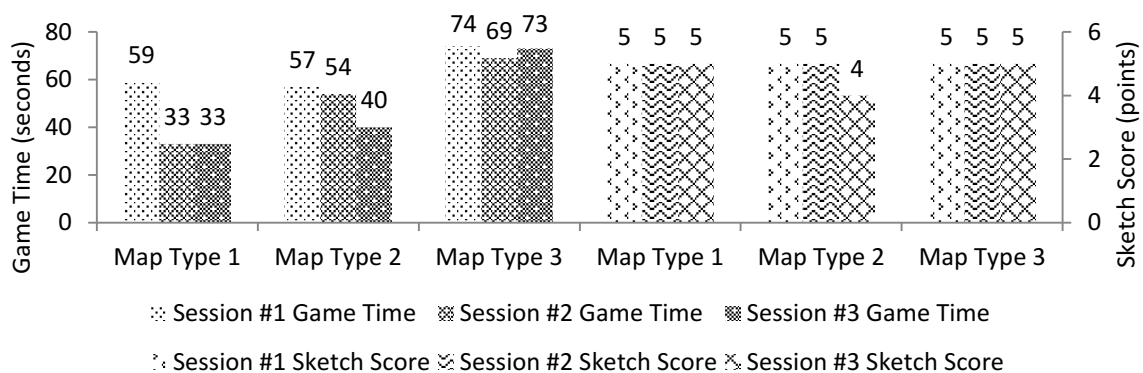 74 69 73
80
59
57 54
5 5 5 5 5 5 5 5
6
60
40
4
33 33
40
4
20
2
0
0
Game Time (seconds)
Sketch Score (points)
Map Type 1 Map Type 2 Map Type 3 Map Type 1 Map Type 2 Map Type 3
Session #1 Game Time Session #2 Game Time Session #3 Game Time
Session #1 Sketch Score Session #2 Sketch Score Session #3 Sketch Score